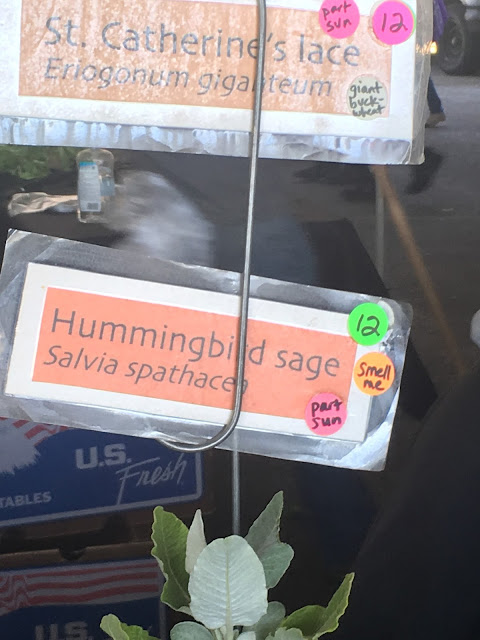 St. Catherine's lace
Eriogonum giganteum
part
sun
12
giant
buck-
wheat
Hummingbird sage
Salvia spathacea
12
smell
me
part
sun
U.S.
Fresh
TABLES